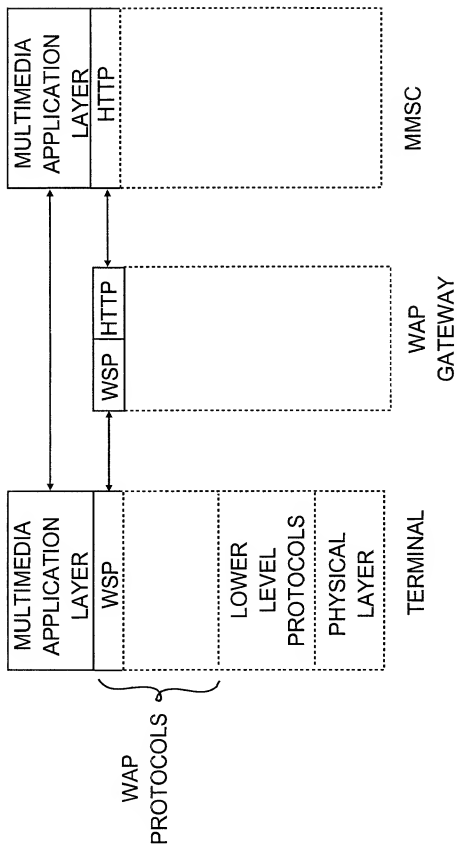 MULTIMEDIA
APPLICATION
LAYER
WSP
WAP
PROTOCOLS
LOWER
LEVEL
PROTOCOLS
PHYSICAL
LAYER
TERMINAL
WSP
HTTP
WAP
GATEWAY
MULTIMEDIA
APPLICATION
LAYER
HTTP
MMSC